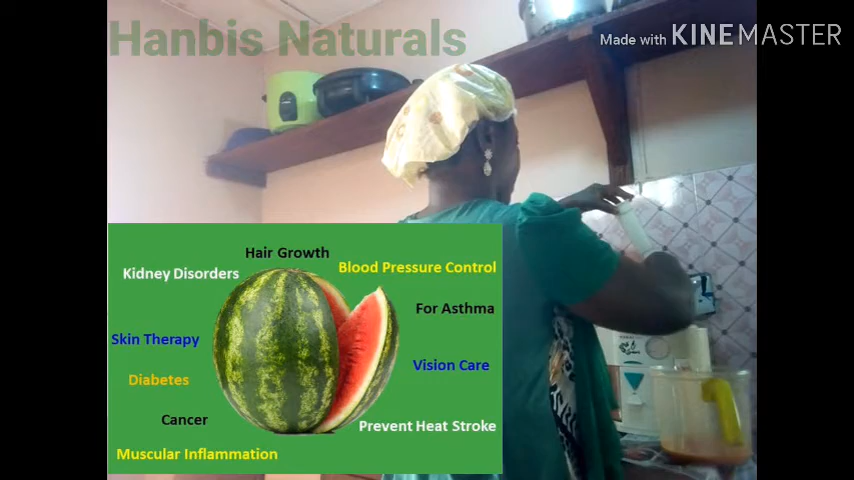 Hanbis Naturals
Made with KINEMASTER
Hair Growth
Kidney Disorders
Blood Pressure Control
For Asthma
Skin Therapy
Vision Care
Diabetes
Cancer
Prevent Heat Stroke
Muscular Inflammation